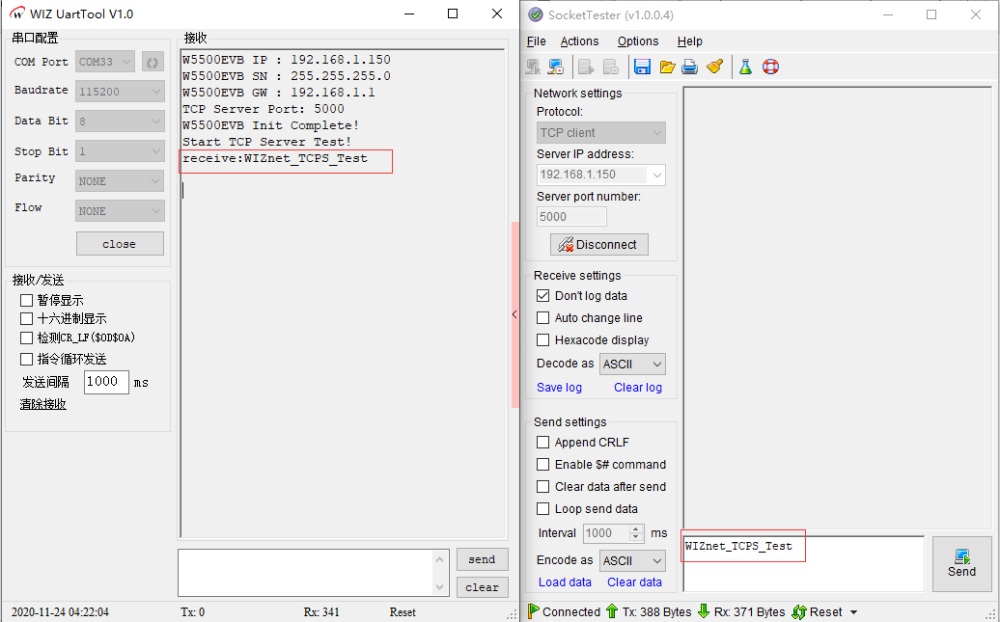 WIZ UartTool V1.0
串口配置
COM Port COM33
Baudrate 115200
Data Bit 8
Stop Bit 1
Parity NONE
Flow NONE
close
接收/发送
暂停显示
十六进制显示
检测CR_LF($0D$0A)
指令循环发送
发送间隔 1000 ms
清除接收
接收
W5500EVB IP : 192.168.1.150
W5500EVB SN : 255.255.255.0
W5500EVB GW : 192.168.1.1
TCP Server Port: 5000
W5500EVB Init Complete!
Start TCP Server Test!
receive:WIZnet_TCPS_Test
send
clear
2020-11-24 04:22:04 Tx: 0 Rx: 341 Reset
SocketTester (v1.0.0.4)
File Actions Options Help
Network settings
Protocol:
TCP client
Server IP address:
192.168.1.150
Server port number:
5000
Disconnect
Receive settings
Don't log data
Auto change line
Hexacode display
Decode as ASCII
Save log Clear log
Send settings
Append CRLF
Enable $# command
Clear data after send
Loop send data
Interval 1000 ms
Encode as ASCII
Load data Clear data
WIZnet_TCPS_Test
Send
Connected Tx: 388 Bytes Rx: 371 Bytes Reset